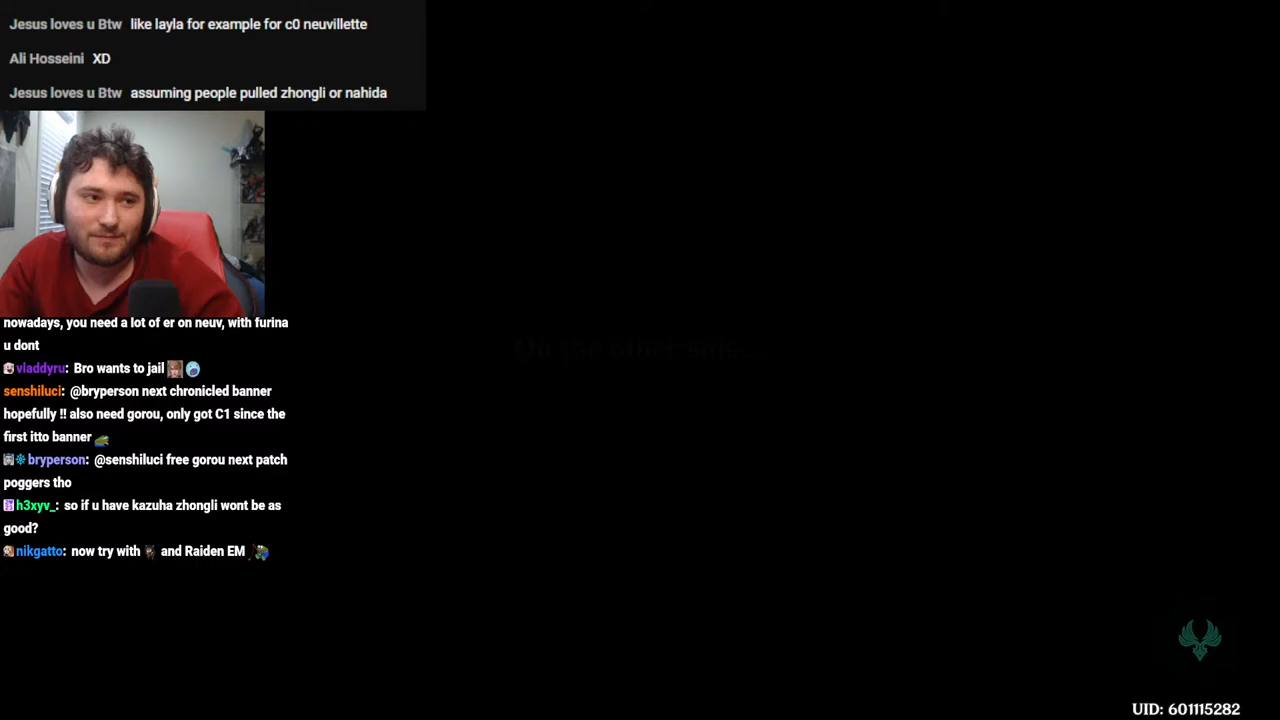 Jesus loves u Btw like layla for example for c0 neuvillette
Ali Hosseini XD
Jesus loves u Btw assuming people pulled zhongli or nahida
nowadays, you need a lot of er on neuv, with furina
u dont
vladdyru: Bro wants to jail
senshiluci: @bryperson next chronicled banner
hopefully !! also need gorou, only got C1 since the
first itto banner
bryperson: @senshiluci free gorou next patch
poggers tho
h3xyv_: so if u have kazuha zhongli wont be as
good?
nikgatto: now try with and Raiden EM
On the other side...
UID: 601115282